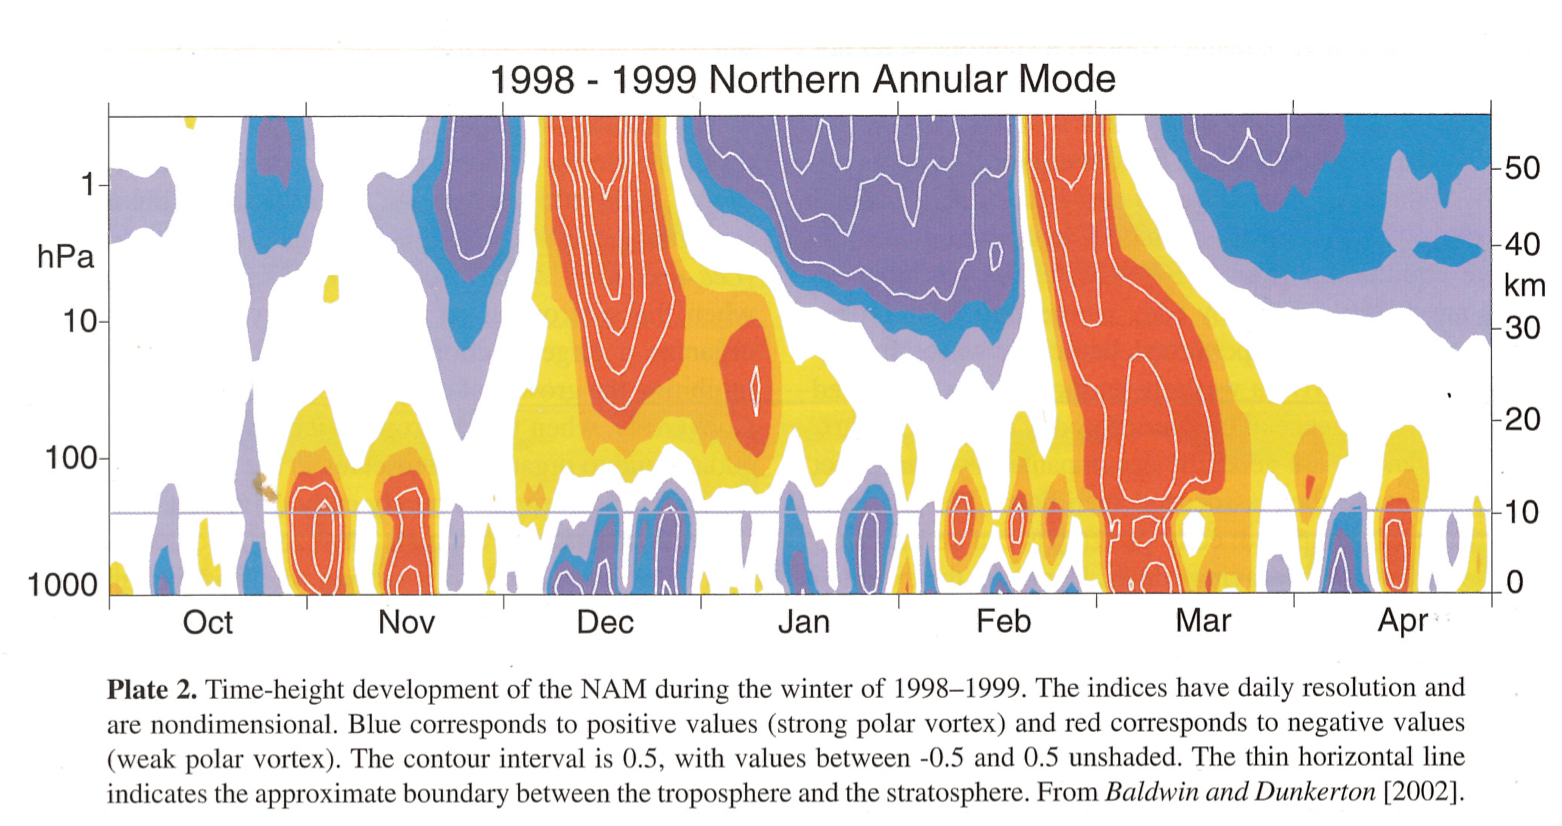 1998 - 1999 Northern Annular Mode
1
hPa
10
100
1000
50
40
km
30
20
10
0
Oct Nov Dec Jan Feb Mar Apr
Plate 2. Time-height development of the NAM during the winter of 1998–1999. The indices have daily resolution and
are nondimensional. Blue corresponds to positive values (strong polar vortex) and red corresponds to negative values
(weak polar vortex). The contour interval is 0.5, with values between -0.5 and 0.5 unshaded. The thin horizontal line
indicates the approximate boundary between the troposphere and the stratosphere. From Baldwin and Dunkerton [2002].